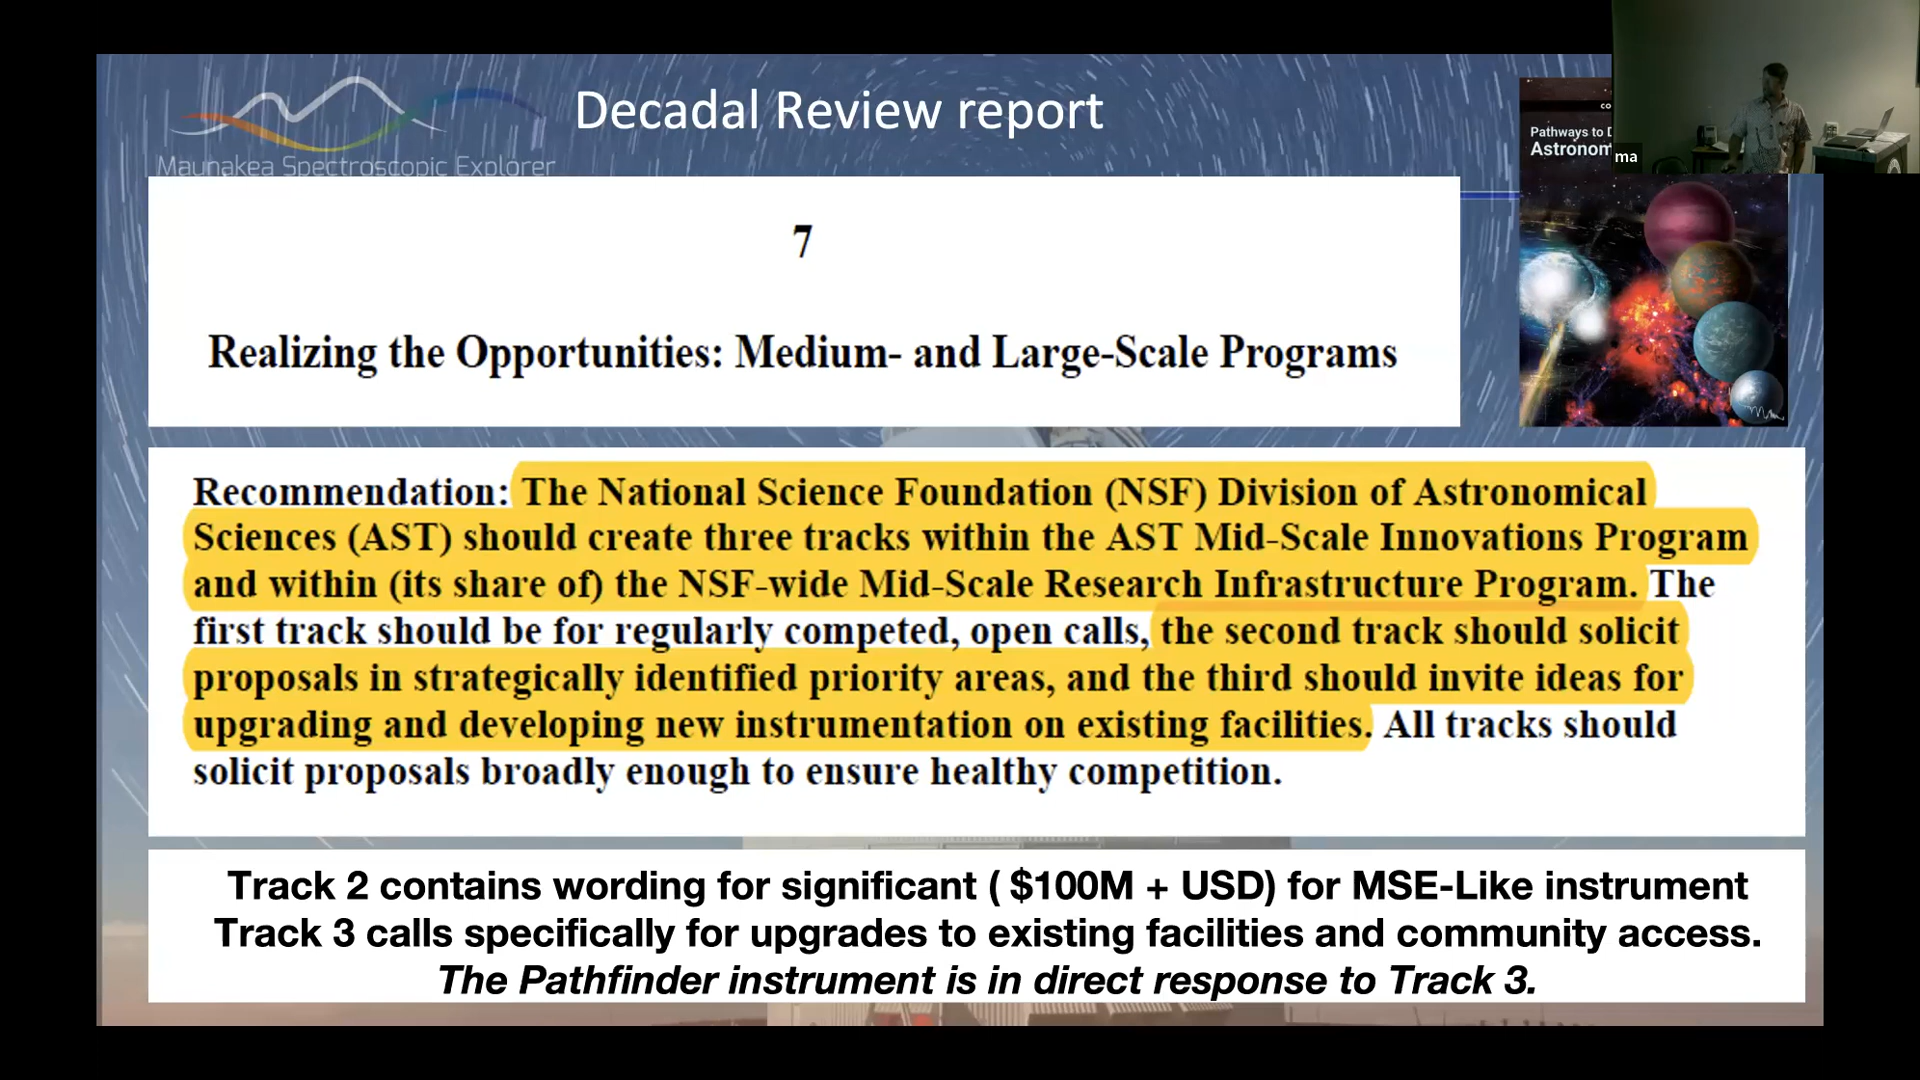 Decadal Review report
Maunakea Spectroscopic Explorer
co
Pathways to D
Astronom
ma
7
Realizing the Opportunities: Medium- and Large-Scale Programs
Recommendation: The National Science Foundation (NSF) Division of Astronomical
Sciences (AST) should create three tracks within the AST Mid-Scale Innovations Program
and within (its share of) the NSF-wide Mid-Scale Research Infrastructure Program. The
first track should be for regularly competed, open calls, the second track should solicit
proposals in strategically identified priority areas, and the third should invite ideas for
upgrading and developing new instrumentation on existing facilities. All tracks should
solicit proposals broadly enough to ensure healthy competition.
Track 2 contains wording for significant ( $100M + USD) for MSE-Like instrument
Track 3 calls specifically for upgrades to existing facilities and community access.
The Pathfinder instrument is in direct response to Track 3.